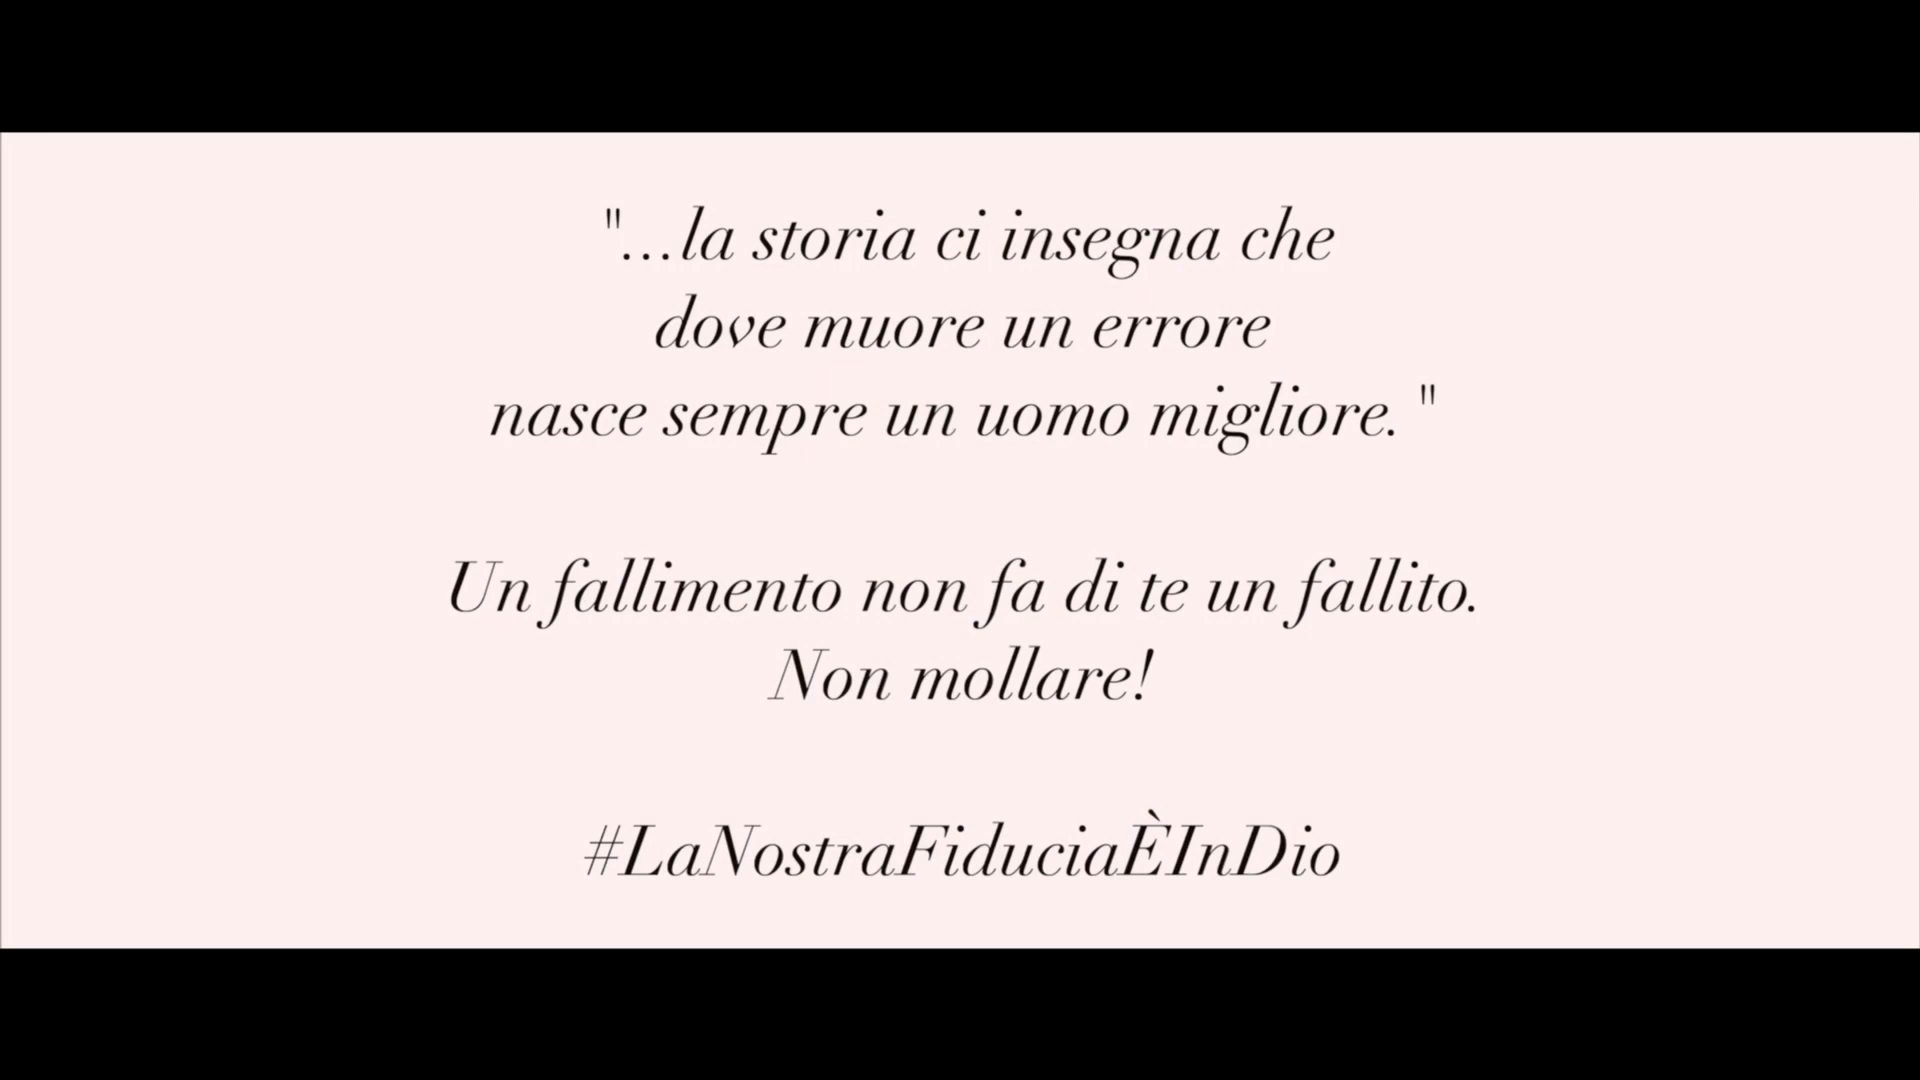 "...la storia ci insegna che
dove muore un errore
nasce sempre un uomo migliore. "
Un fallimento non fa di te un fallito.
Non mollare!
#LaNostraFiduciaÈInDio